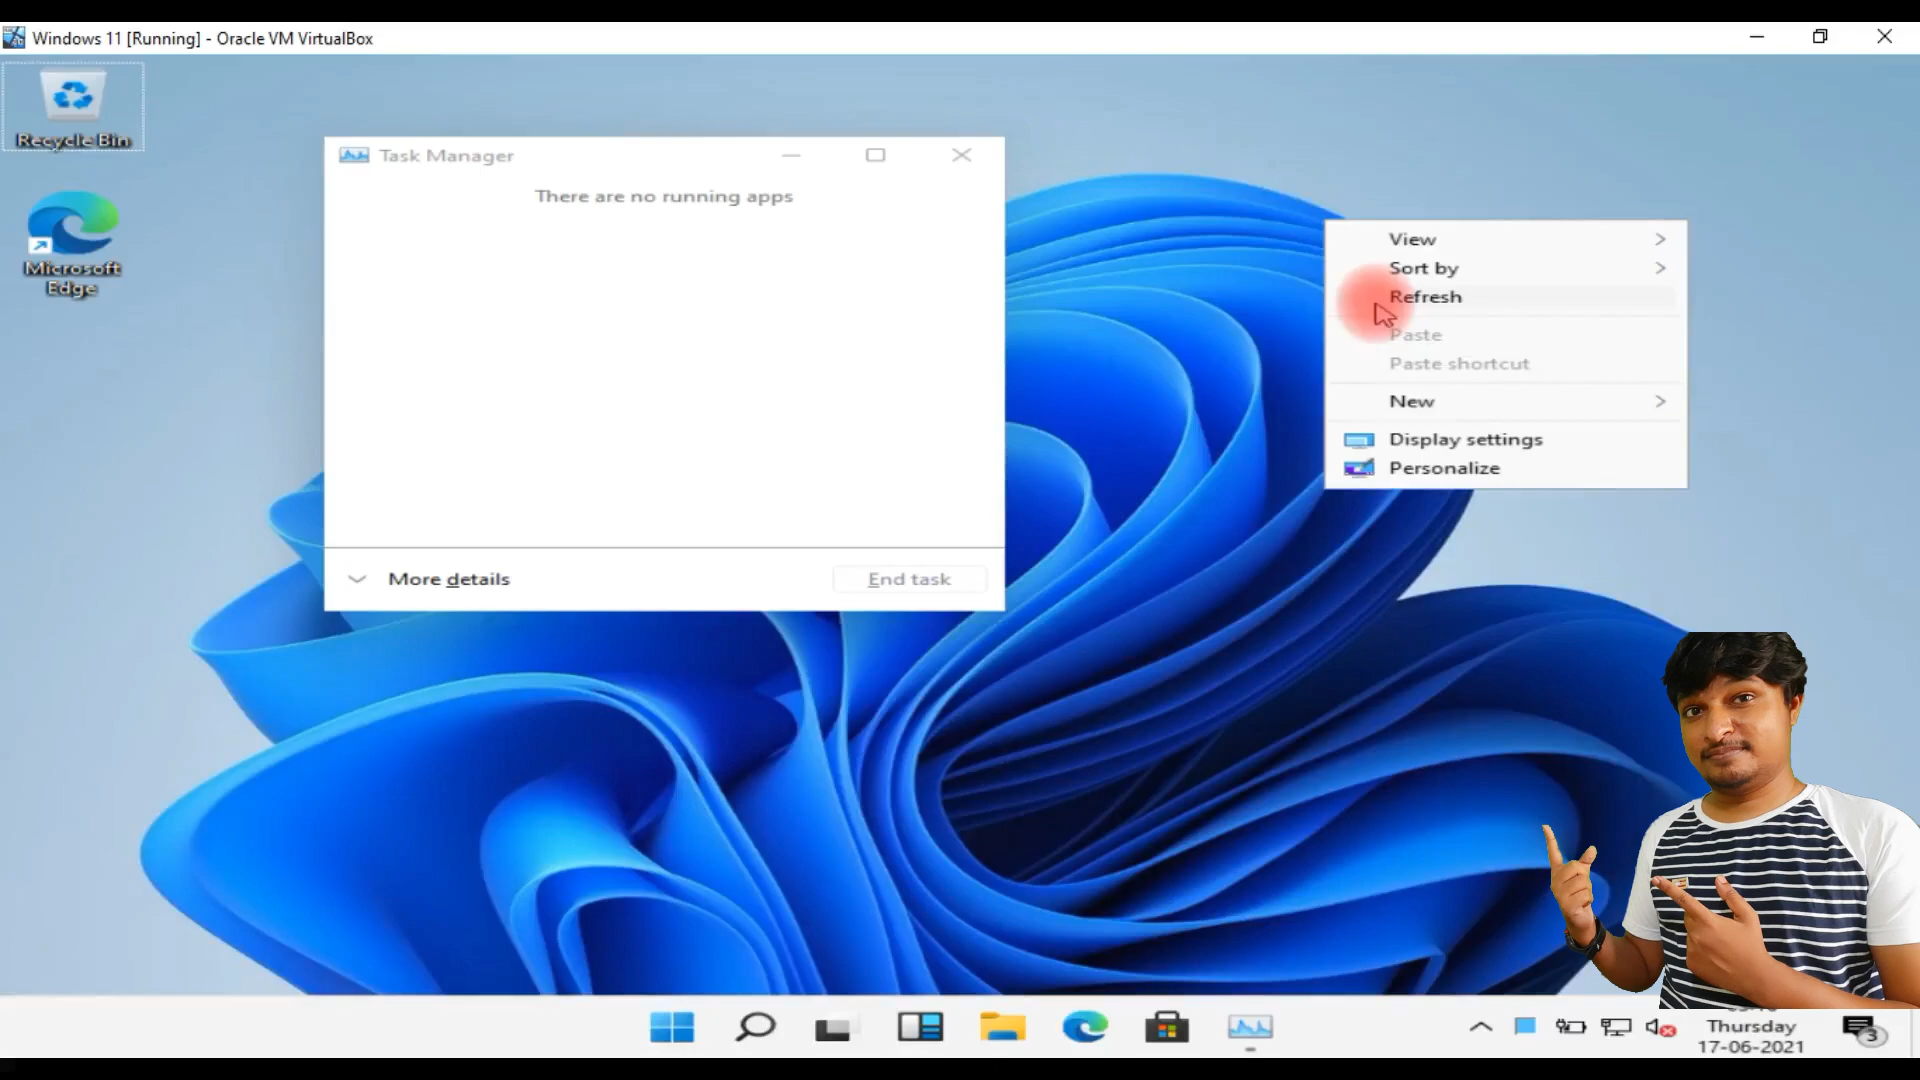 Windows 11 [Running] - Oracle VM VirtualBox
Recycle Bin
Microsoft
Edge
Task Manager
There are no running apps
More details
End task
View
Sort by
Refresh
Paste
Paste shortcut
New
Display settings
Personalize
Thursday
17-06-2021
3